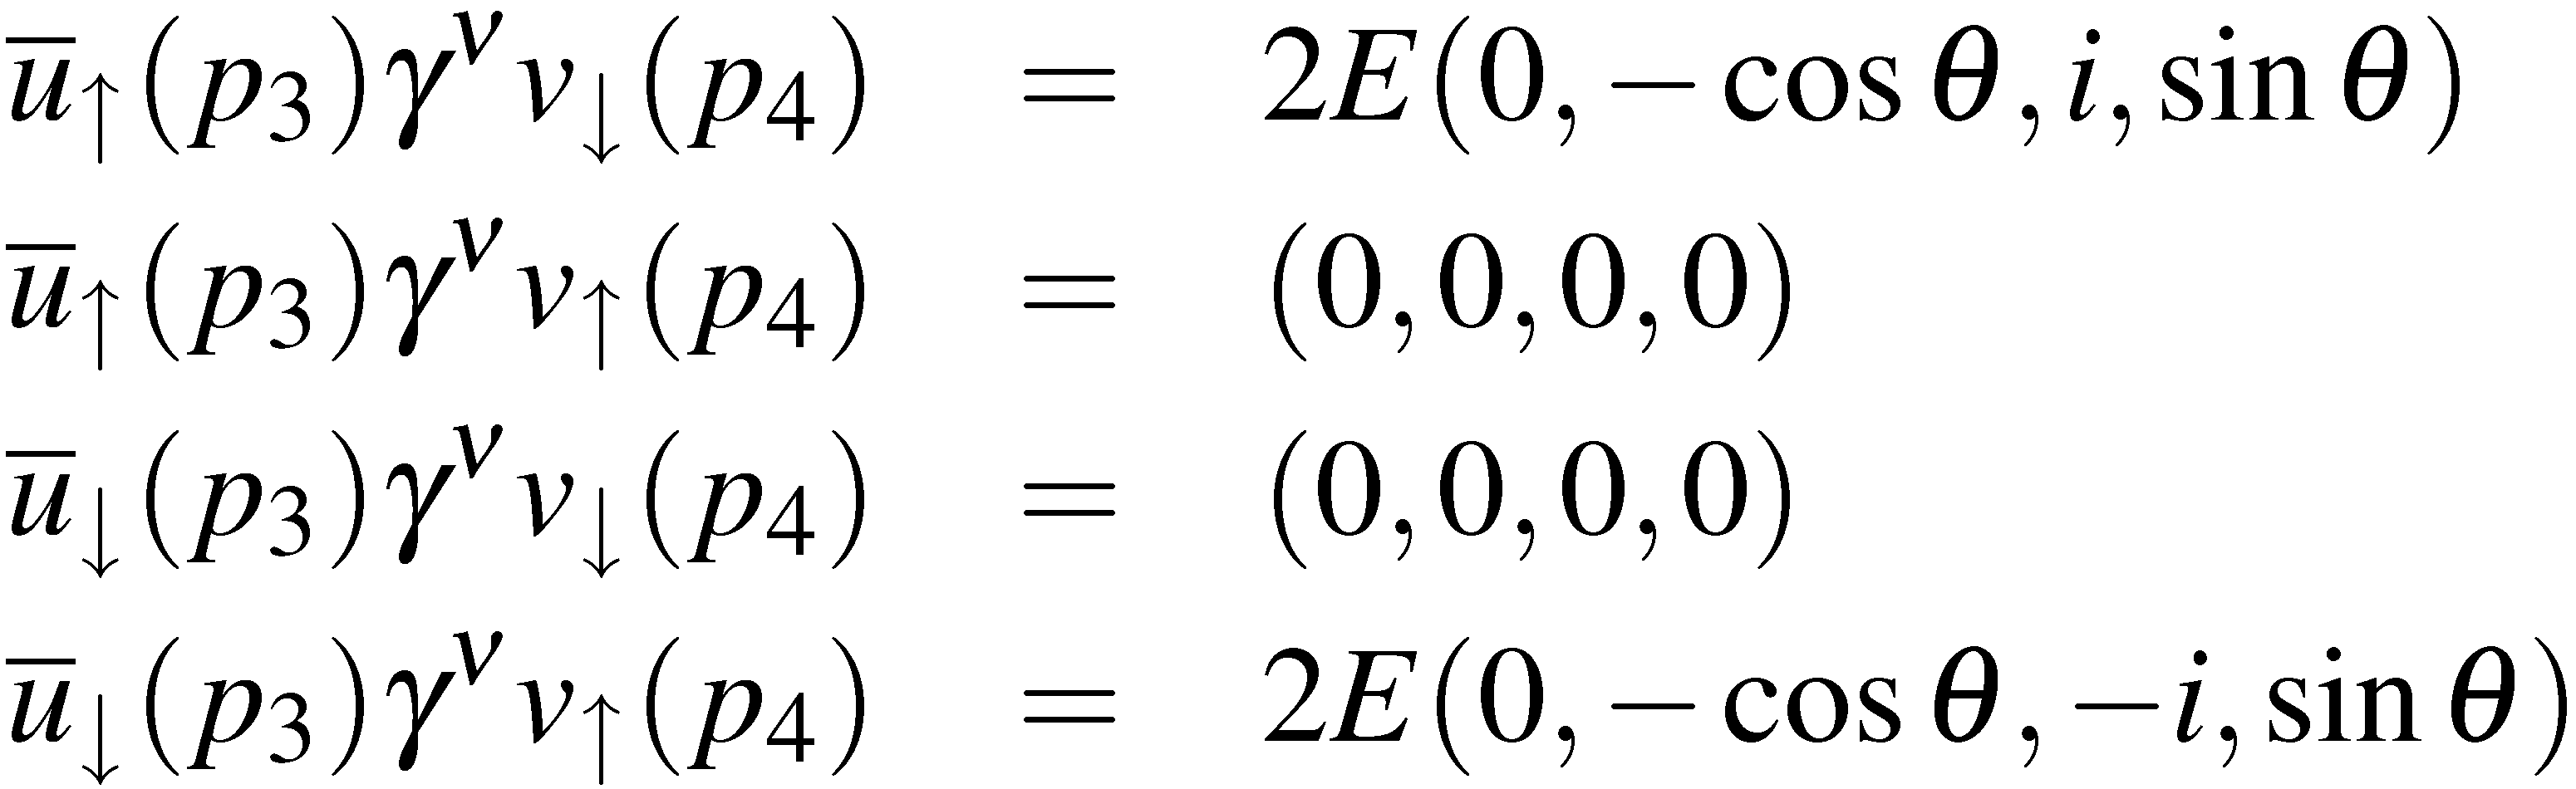 u̅↑(p₃)γ^ν v↓(p₄) = 2E(0, −cos θ, i, sin θ)
u̅↑(p₃)γ^ν v↑(p₄) = (0, 0, 0, 0)
u̅↓(p₃)γ^ν v↓(p₄) = (0, 0, 0, 0)
u̅↓(p₃)γ^ν v↑(p₄) = 2E(0, −cos θ, −i, sin θ)